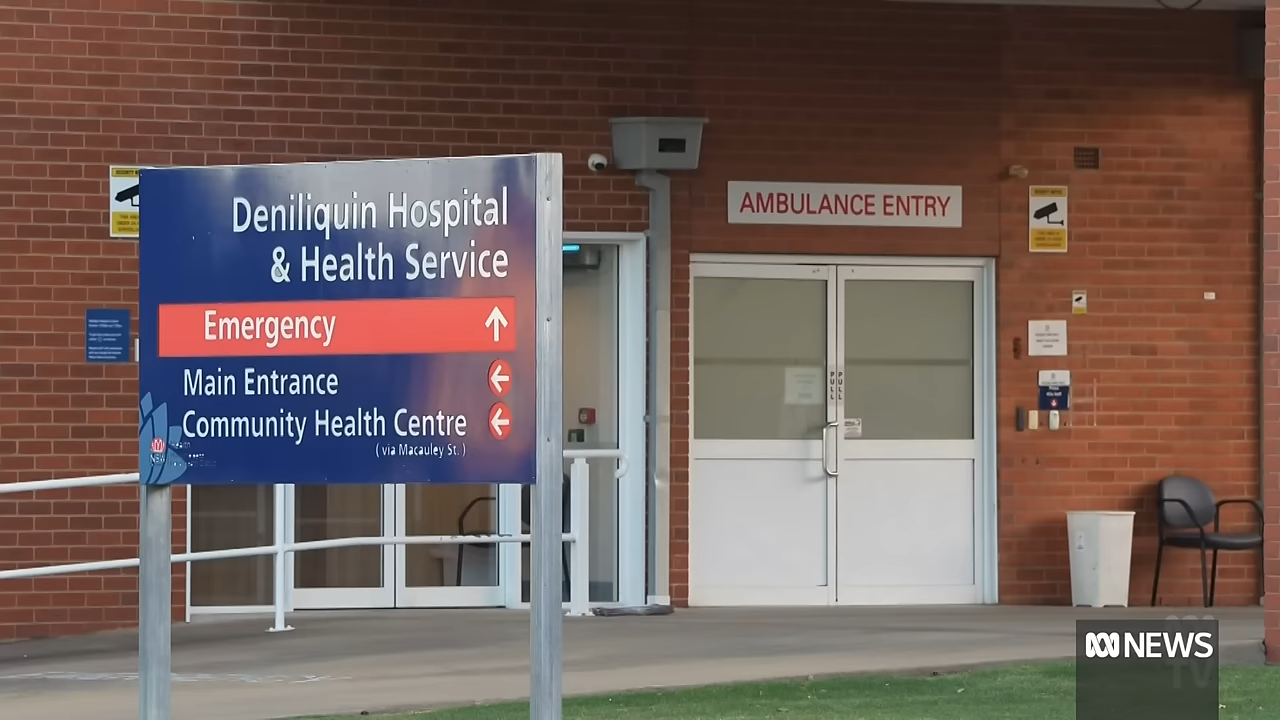 Deniliquin Hospital
& Health Service
Emergency
Main Entrance
Community Health Centre
( via Macauley St. )
NSW
AMBULANCE ENTRY
PULL
PULL
NEWS